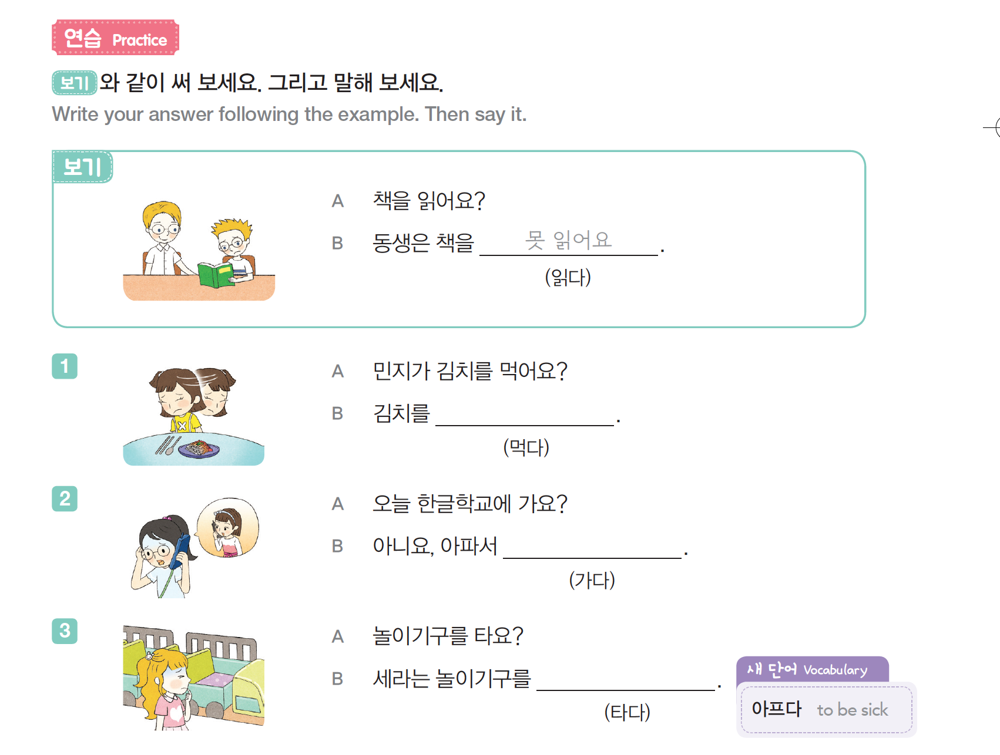 연습 Practice
보기 와 같이 써 보세요. 그리고 말해 보세요.
Write your answer following the example. Then say it.
보기
A 책을 읽어요?
B 동생은 책을 못 읽어요.
(읽다)
1
A 민지가 김치를 먹어요?
B 김치를 .
(먹다)
2
A 오늘 한글학교에 가요?
B 아니요, 아파서 .
(가다)
3
A 놀이기구를 타요?
B 세라는 놀이기구를 .
(타다)
새 단어 Vocabulary
아프다 to be sick